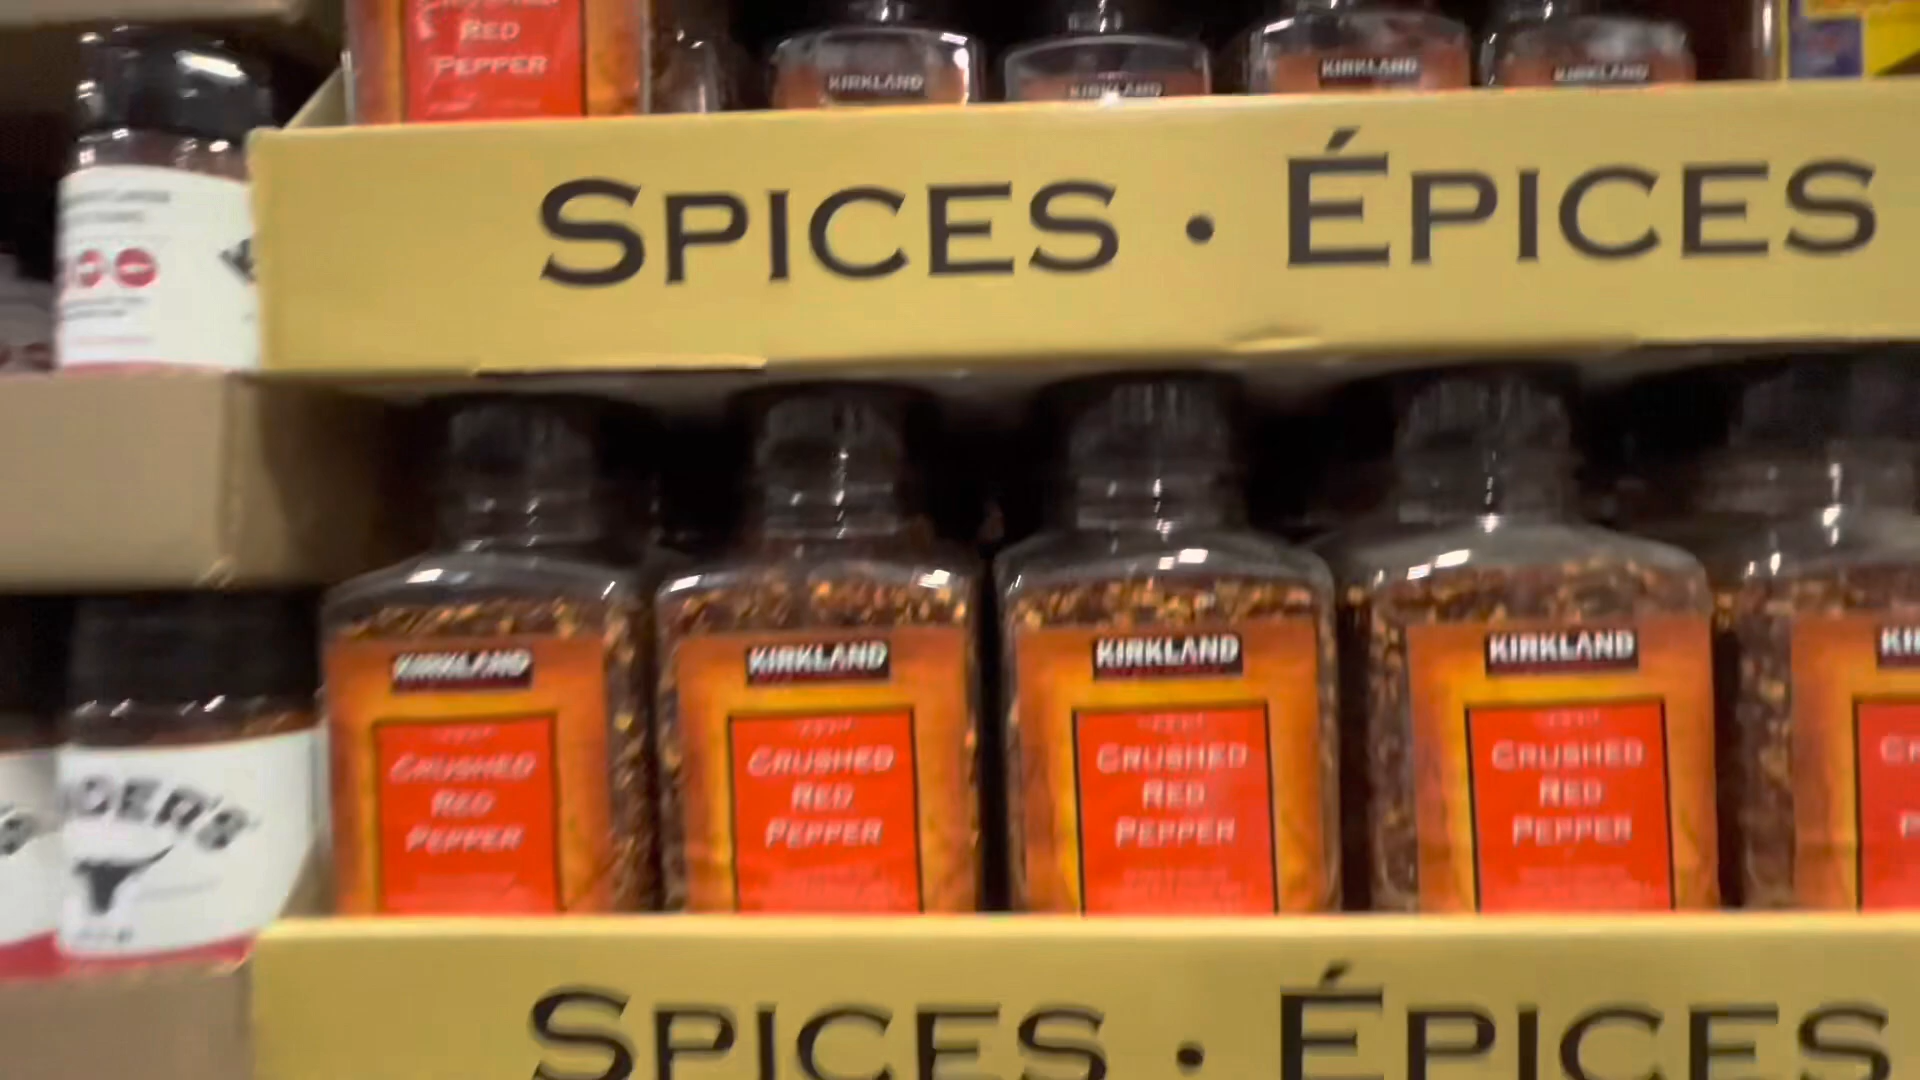 CRUSHED
RED
PEPPER
KIRKLAND
KIRKLAND
KIRKLAND
KIRKLAND
SPICES · ÉPICES
KIRKLAND
CRUSHED
RED
PEPPER
KIRKLAND
CRUSHED
RED
PEPPER
KIRKLAND
CRUSHED
RED
PEPPER
KIRKLAND
CRUSHED
RED
PEPPER
SPICES · ÉPICES